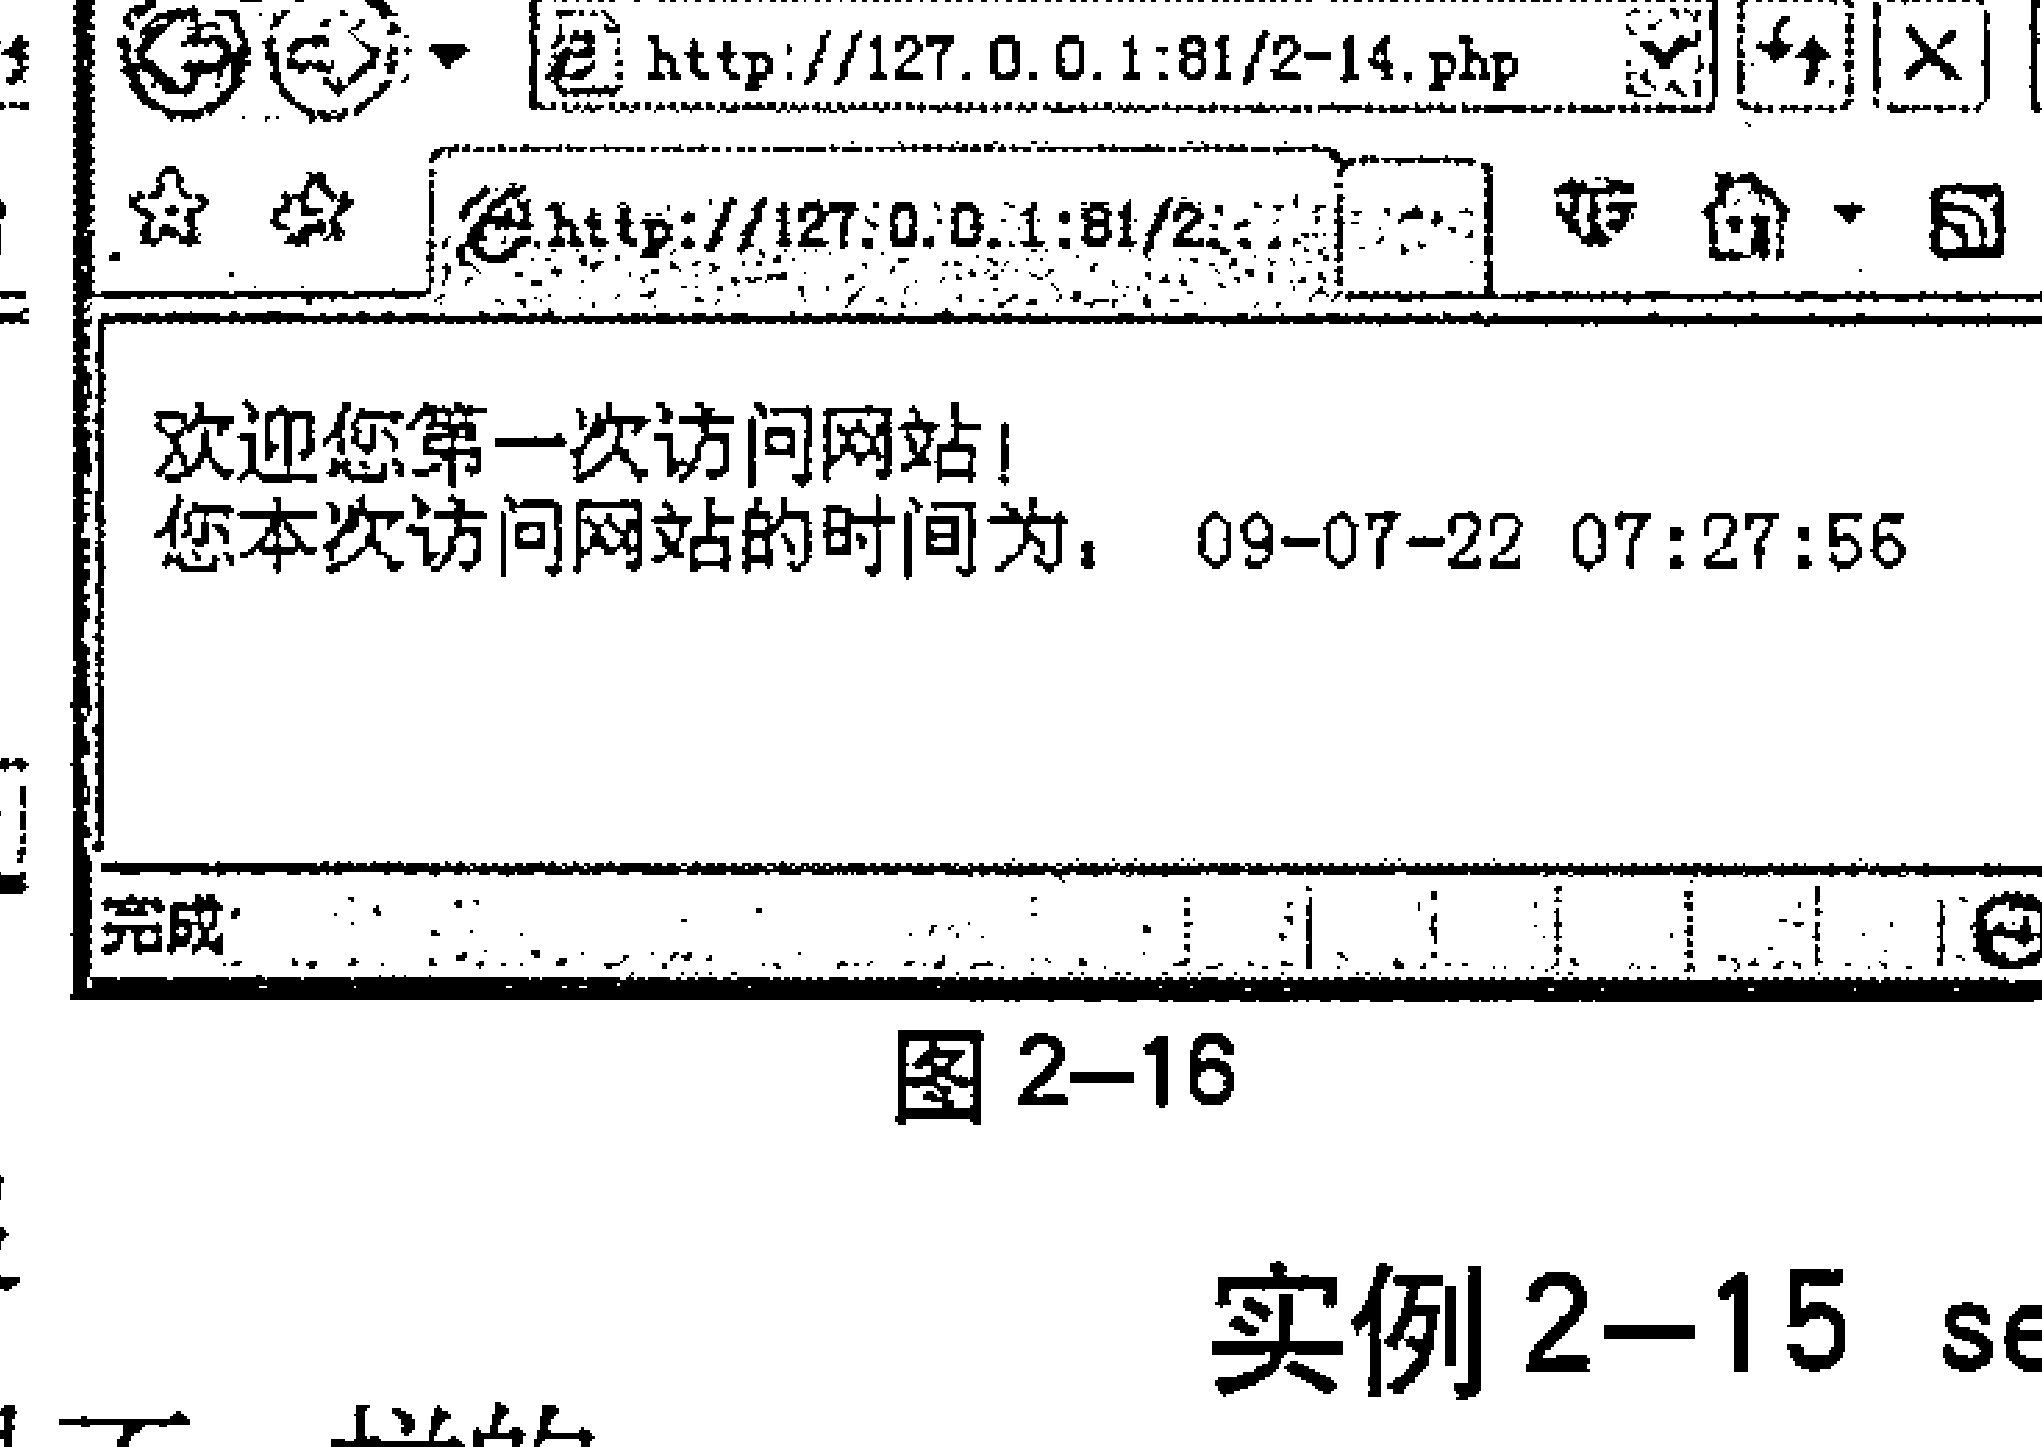 http://127.0.0.1:81/2-14.php
http://127.0.0.1:81/2
欢迎您第一次访问网站!
您本次访问网站的时间为: 09-07-22 07:27:56
完成
图 2-16
实例 2-15 se